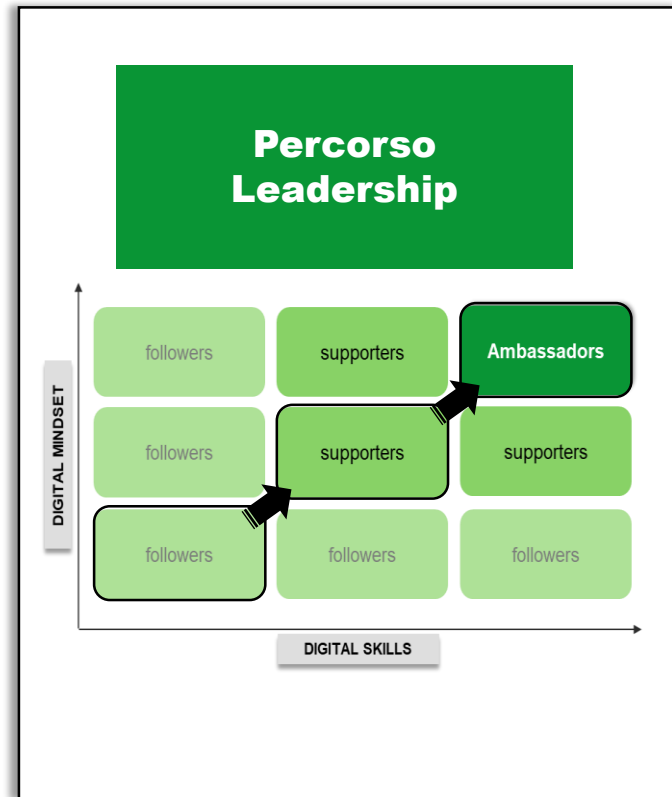 Percorso
Leadership
followers
supporters
Ambassadors
DIGITAL MINDSET
followers
supporters
supporters
followers
followers
followers
DIGITAL SKILLS